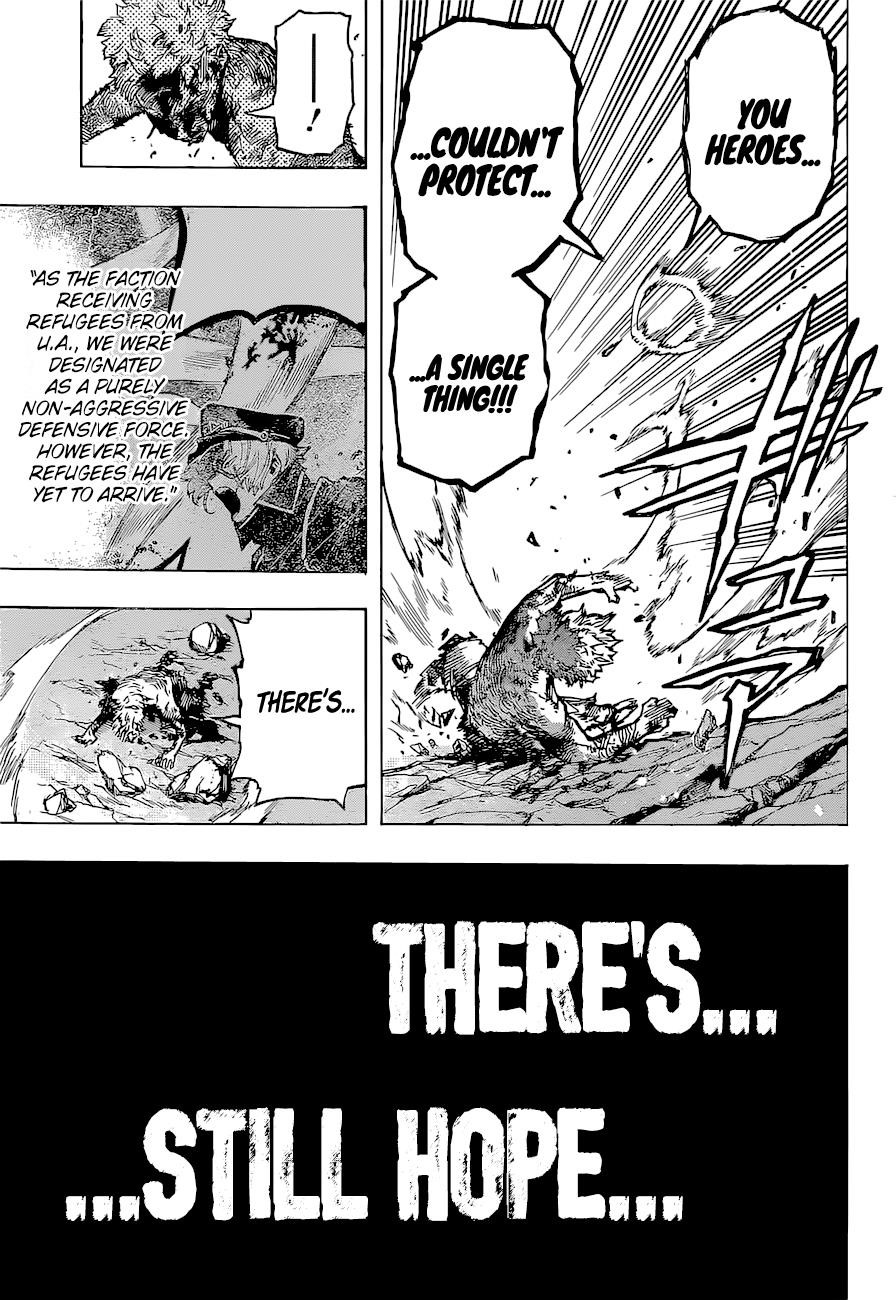 YOU
HEROES...
...COULDN'T
PROTECT...
...A SINGLE
THING!!!
!
"AS THE FACTION
RECEIVING
REFUGEES FROM
U.A., WE WERE
DESIGNATED
AS A PURELY
NON-AGGRESSIVE
DEFENSIVE FORCE.
HOWEVER, THE
REFUGEES HAVE
YET TO ARRIVE."
THERE'S...
THERE'S...
...STILL HOPE...